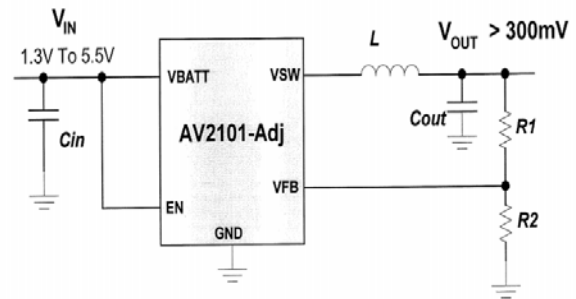 VIN
1.3V To 5.5V
L
VOUT > 300mV
VBATT
VSW
Cin
AV2101-Adj
Cout
R1
VFB
EN
R2
GND